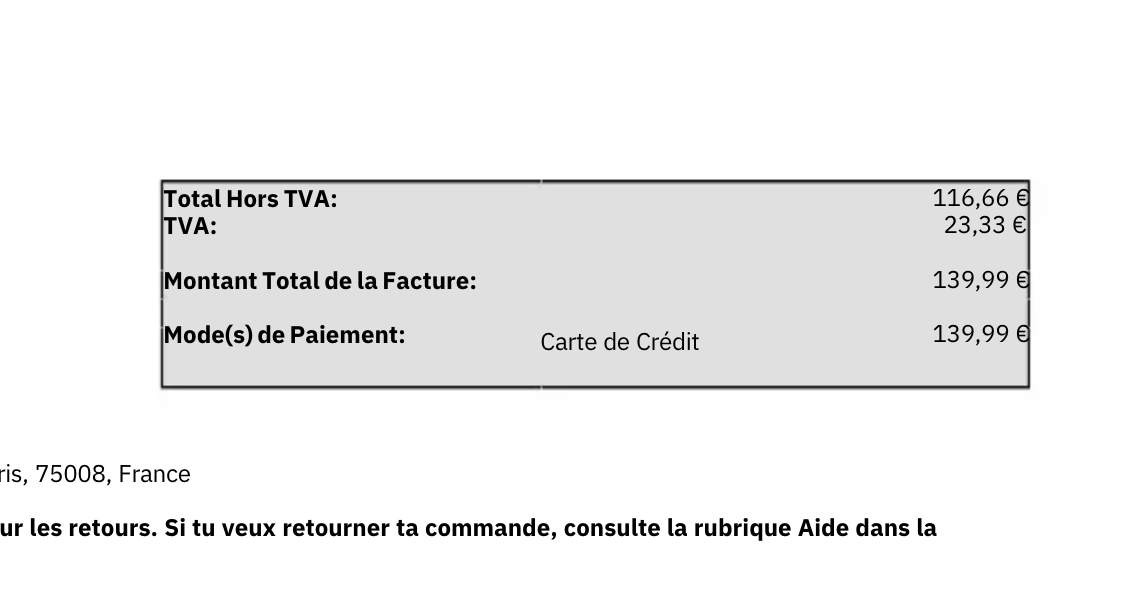 Total Hors TVA: 116,66 €
TVA: 23,33 €
Montant Total de la Facture: 139,99 €
Mode(s) de Paiement: Carte de Crédit 139,99 €
ris, 75008, France
ur les retours. Si tu veux retourner ta commande, consulte la rubrique Aide dans la